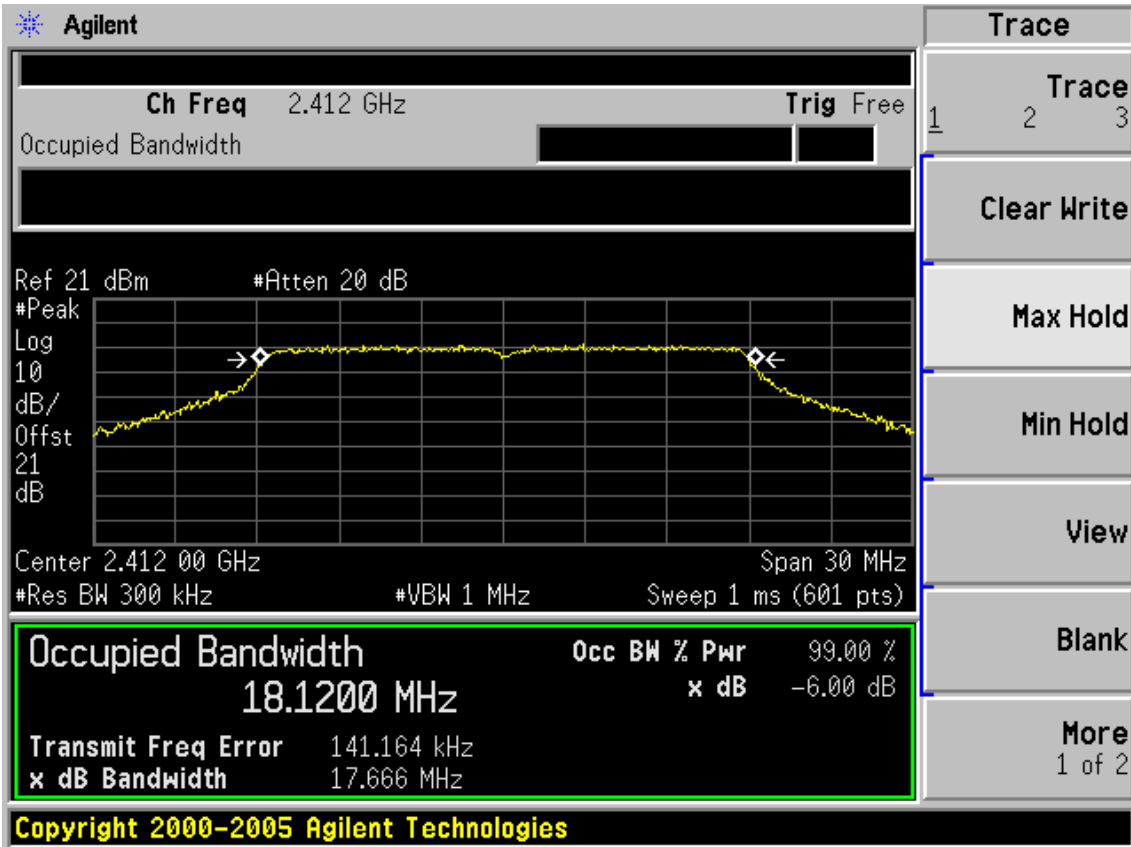 Agilent
Trace
Ch Freq 2.412 GHz
Trig Free
Occupied Bandwidth
Trace
1 2 3
Clear Write
Max Hold
Min Hold
View
Blank
More
1 of 2
Ref 21 dBm #Atten 20 dB
#Peak
Log
10
dB/
Offst
21
dB
Center 2.412 00 GHz Span 30 MHz
#Res BW 300 kHz #VBW 1 MHz Sweep 1 ms (601 pts)
Occupied Bandwidth
18.1200 MHz
Occ BW % Pwr 99.00 %
x dB -6.00 dB
Transmit Freq Error 141.164 kHz
x dB Bandwidth 17.666 MHz
Copyright 2000-2005 Agilent Technologies